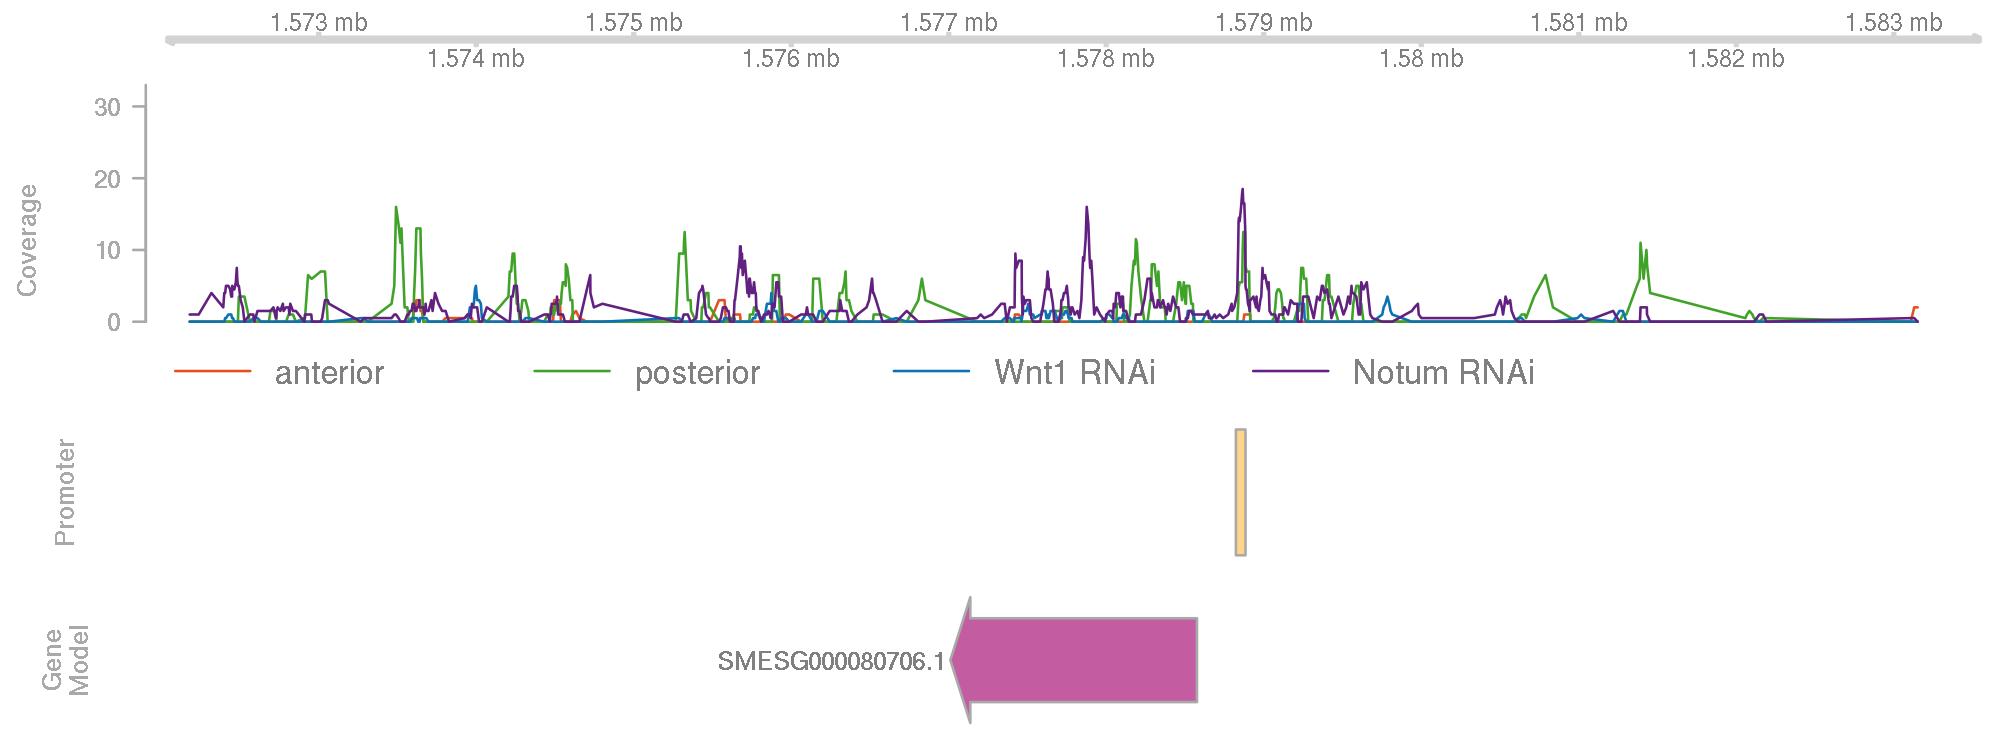 1.573 mb 1.575 mb 1.577 mb 1.579 mb 1.581 mb 1.583 mb
1.574 mb 1.576 mb 1.578 mb 1.58 mb 1.582 mb
30
20
10
0
Coverage
anterior posterior Wnt1 RNAi Notum RNAi
Promoter
Gene
Model
SMESG000080706.1